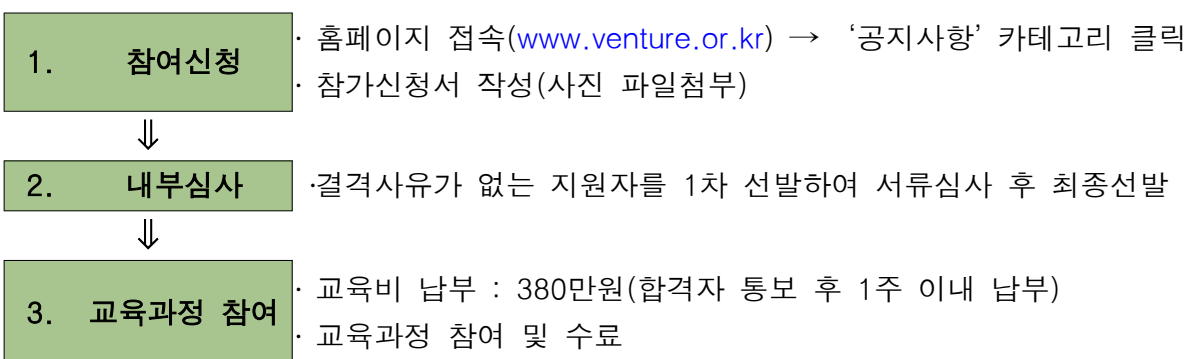 1. 참여신청
· 홈페이지 접속(www.venture.or.kr) → ‘공지사항’ 카테고리 클릭
· 참가신청서 작성(사진 파일첨부)
⇓
2. 내부심사
·결격사유가 없는 지원자를 1차 선발하여 서류심사 후 최종선발
⇓
3. 교육과정 참여
· 교육비 납부 : 380만원(합격자 통보 후 1주 이내 납부)
· 교육과정 참여 및 수료